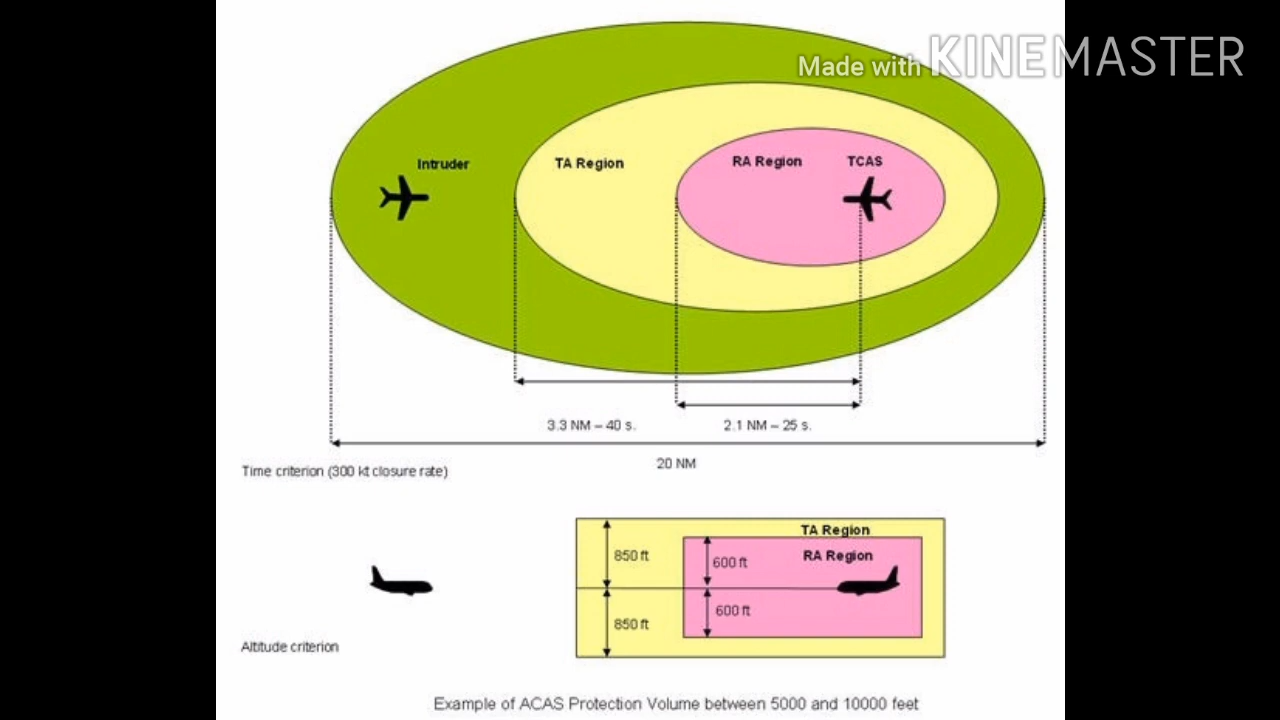 Made with KINEMASTER
Intruder
TA Region
RA Region
TCAS
3.3 NM – 40 s.
2.1 NM – 25 s.
20 NM
Time criterion (300 kt closure rate)
TA Region
RA Region
850 ft
600 ft
600 ft
850 ft
Altitude criterion
Example of ACAS Protection Volume between 5000 and 10000 feet